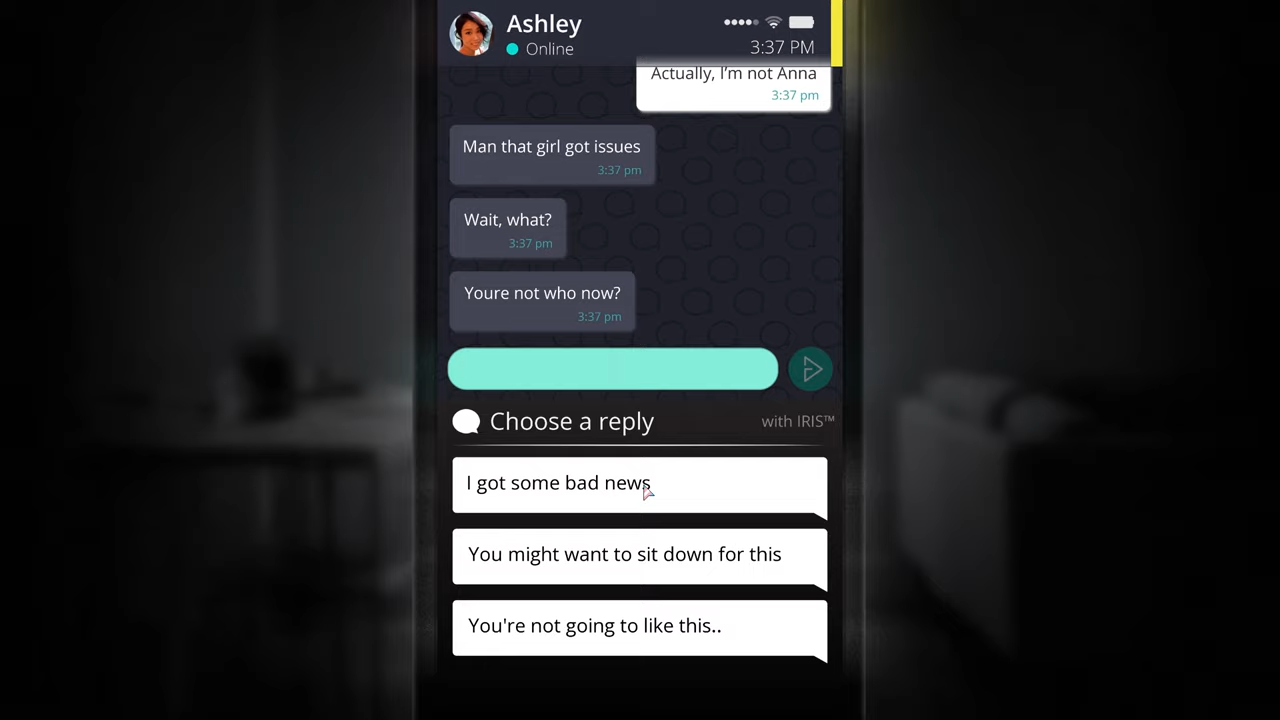 Ashley
Online
3:37 PM
Actually, I'm not Anna
3:37 pm
Man that girl got issues
3:37 pm
Wait, what?
3:37 pm
Youre not who now?
3:37 pm
Choose a reply
with IRIS™
I got some bad news
You might want to sit down for this
You're not going to like this..